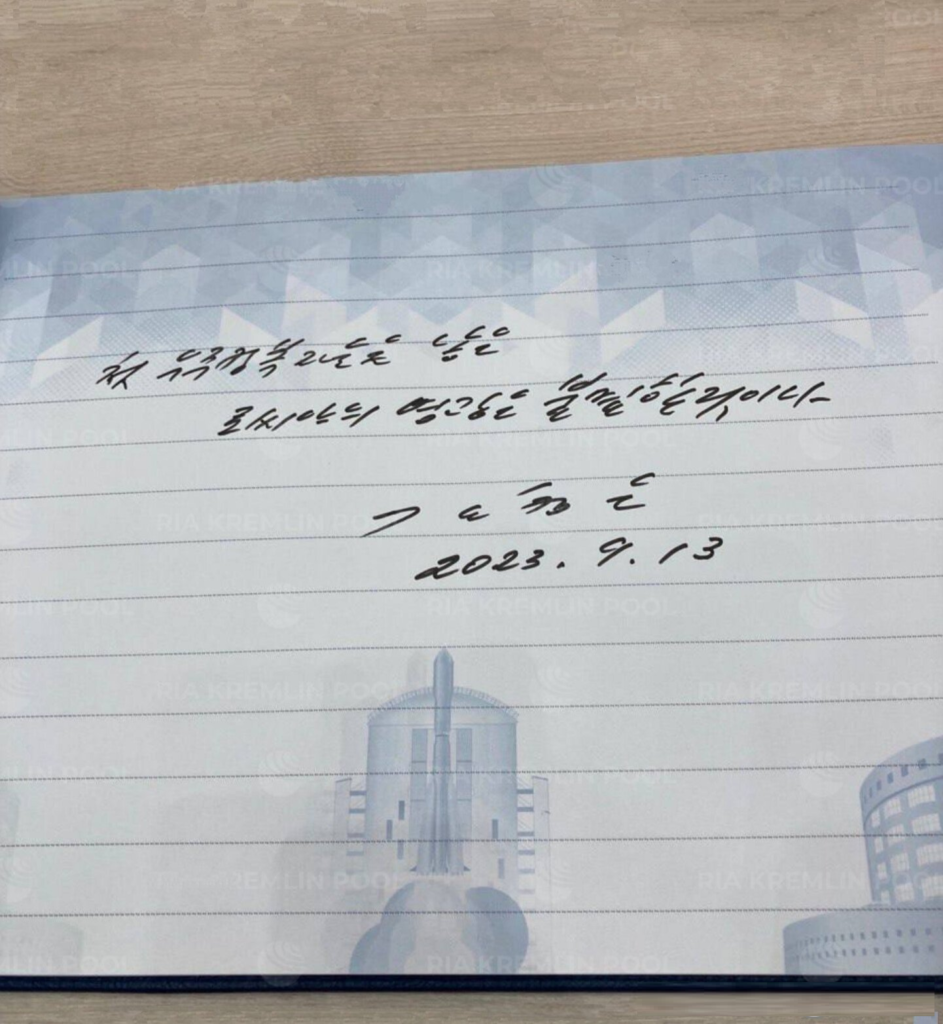 첫 우주정복자들을 낳은
로씨야의 영광은 불멸할것이다
김 정 은
2023. 9. 13
RIA KREMLIN POOL